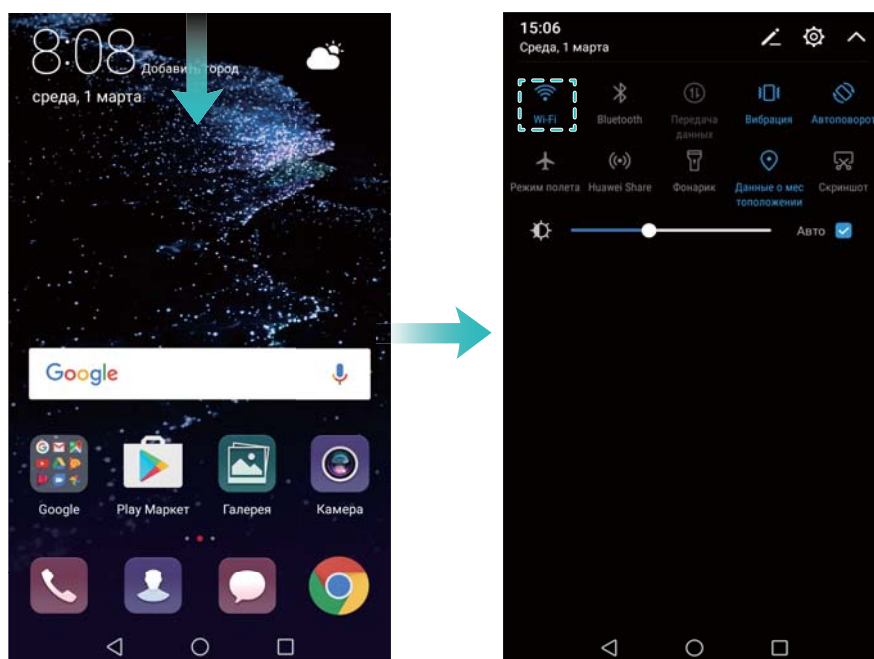 8:08
Добавить город
среда, 1 марта
Google
Google
Play Маркет
Галерея
Камера
15:06
Среда, 1 марта
Wi-Fi
Bluetooth
Передача
данных
Вибрация
Автоповорот
Режим полета
Huawei Share
Фонарик
Данные о мес
тоположении
Скриншот
Авто